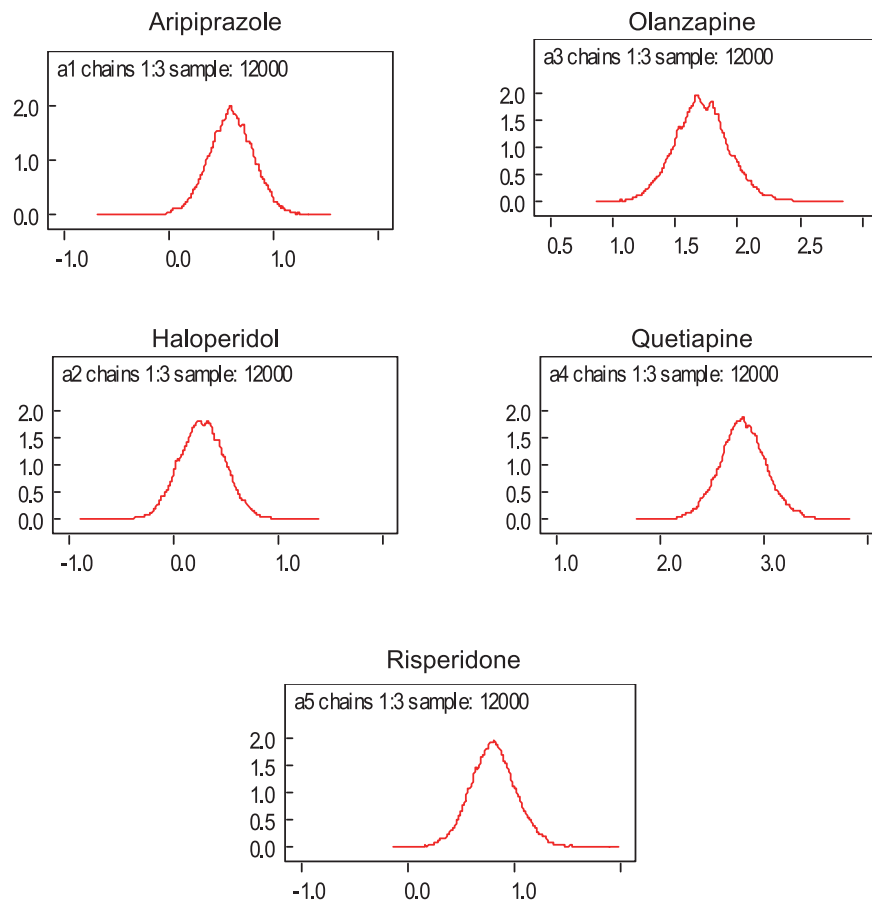 Aripiprazole
a1 chains 1:3 sample: 12000
2.0
1.0
0.0
-1.0 0.0 1.0
Olanzapine
a3 chains 1:3 sample: 12000
2.0
1.5
1.0
0.5
0.0
0.5 1.0 1.5 2.0 2.5
Haloperidol
a2 chains 1:3 sample: 12000
2.0
1.5
1.0
0.5
0.0
-1.0 0.0 1.0
Quetiapine
a4 chains 1:3 sample: 12000
2.0
1.5
1.0
0.5
0.0
1.0 2.0 3.0
Risperidone
a5 chains 1:3 sample: 12000
2.0
1.5
1.0
0.5
0.0
-1.0 0.0 1.0